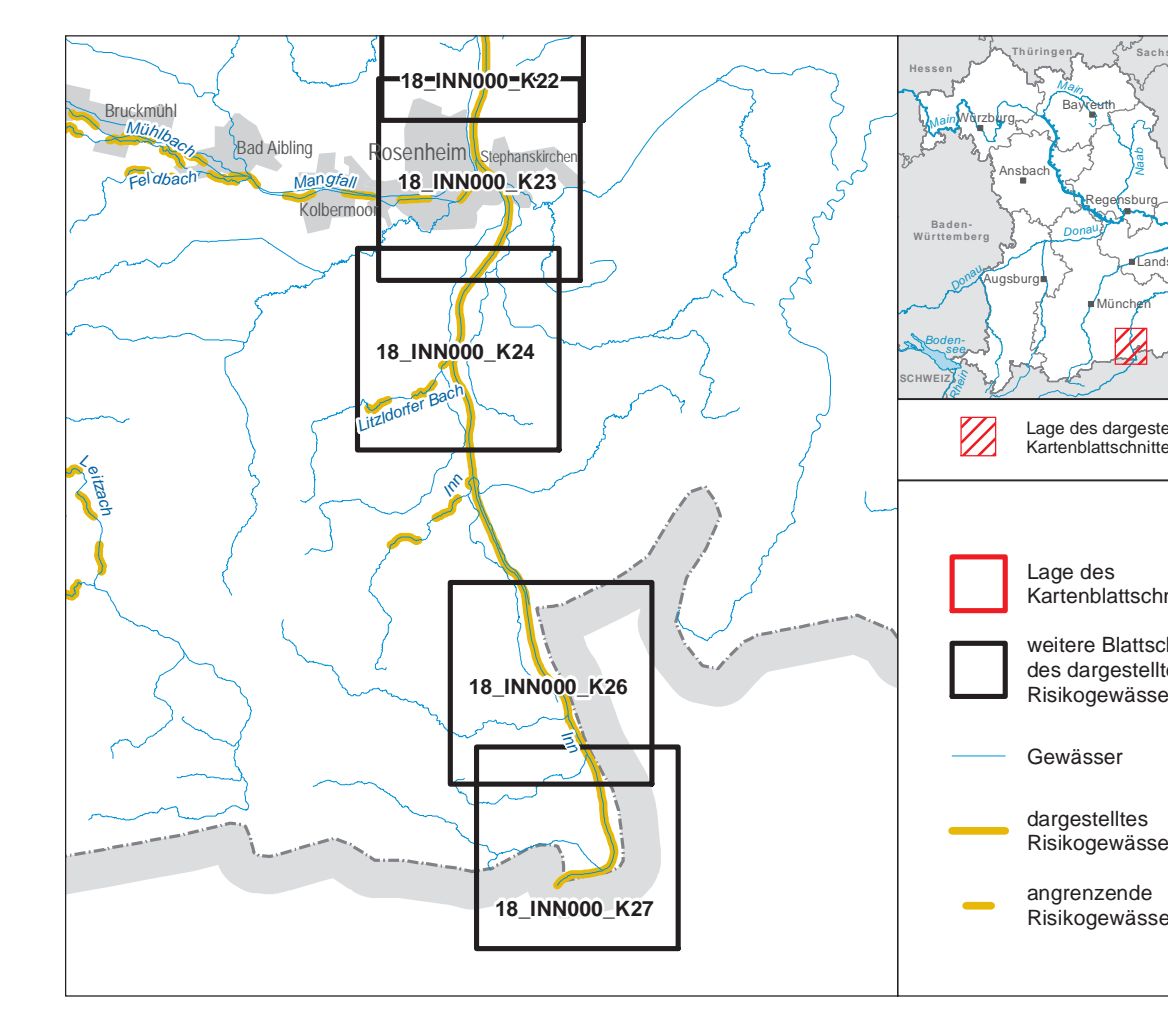 18_INN000_K22
Bruckmühl
Mühlbach
Bad Aibling
Rosenheim
Stephanskirchen
Feldbach
Mangfall
18_INN000_K23
Kolbermoor
18_INN000_K24
Litzldorfer Bach
Leitzach
Inn
18_INN000_K26
Inn
18_INN000_K27
Thüringen
Sachs
Hessen
Main
Bayreuth
Main
Würzburg
Naab
Ansbach
Regensburg
Baden-
Württemberg
Donau
Donau
Lands
Augsburg
München
Boden-
see
SCHWEIZ
Rhein
Lage des dargeste
Kartenblattschnitte
Lage des
Kartenblattschn
weitere Blattsch
des dargestellte
Risikogewässe
Gewässer
dargestelltes
Risikogewässe
angrenzende
Risikogewässe